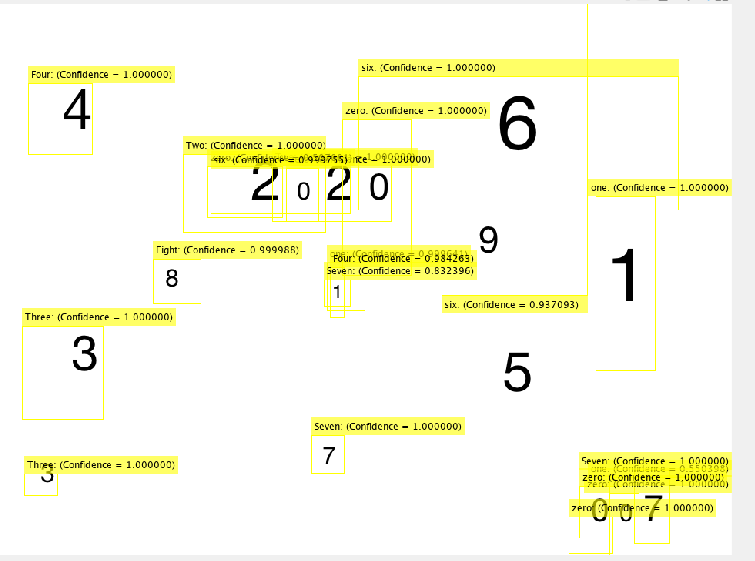 six: (Confidence = 1.000000)
Four: (Confidence = 1.000000)
4
zero: (Confidence = 1.000000)
6
Two: (Confidence = 1.000000)
six: (Confidence = 0.999755)
2 0 2 0
one: (Confidence = 1.000000)
9
Eight: (Confidence = 0.999988)
Four: (Confidence = 0.984263)
Seven: (Confidence = 0.832396)
8
1
1
six: (Confidence = 0.937093)
Three: (Confidence = 1.000000)
3
5
Seven: (Confidence = 1.000000)
7
Three: (Confidence = 1.000000)
3
Seven: (Confidence = 1.000000)
zero: (Confidence = 1.000000)
zero: (Confidence = 1.000000)
0 0 7